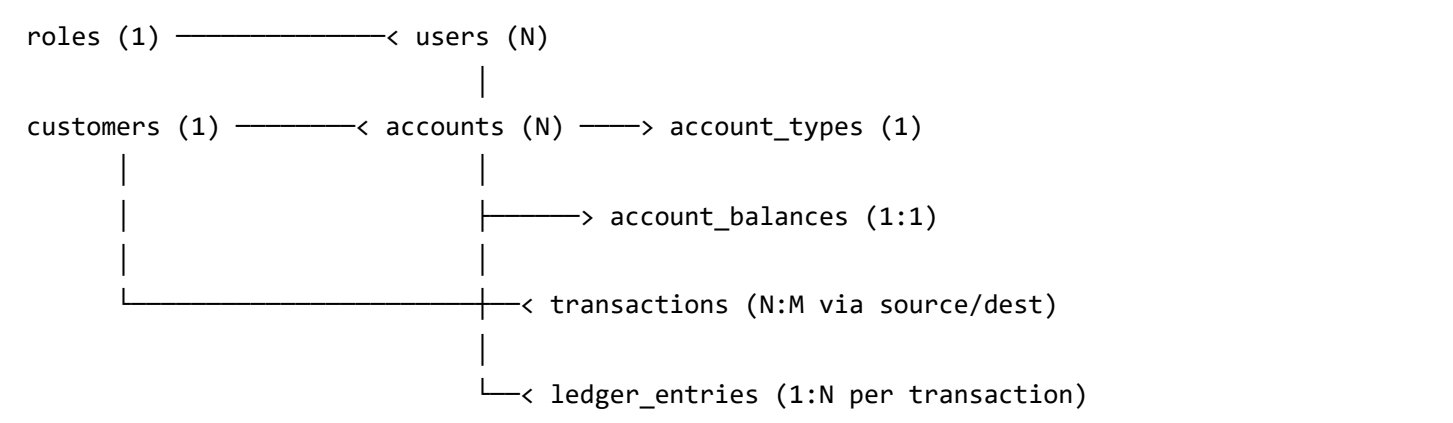 roles (1) ──────────────< users (N)
customers (1) ────────< accounts (N) ────> account_types (1)
├──────> account_balances (1:1)
└───────────────────────┼──< transactions (N:M via source/dest)
└──< ledger_entries (1:N per transaction)